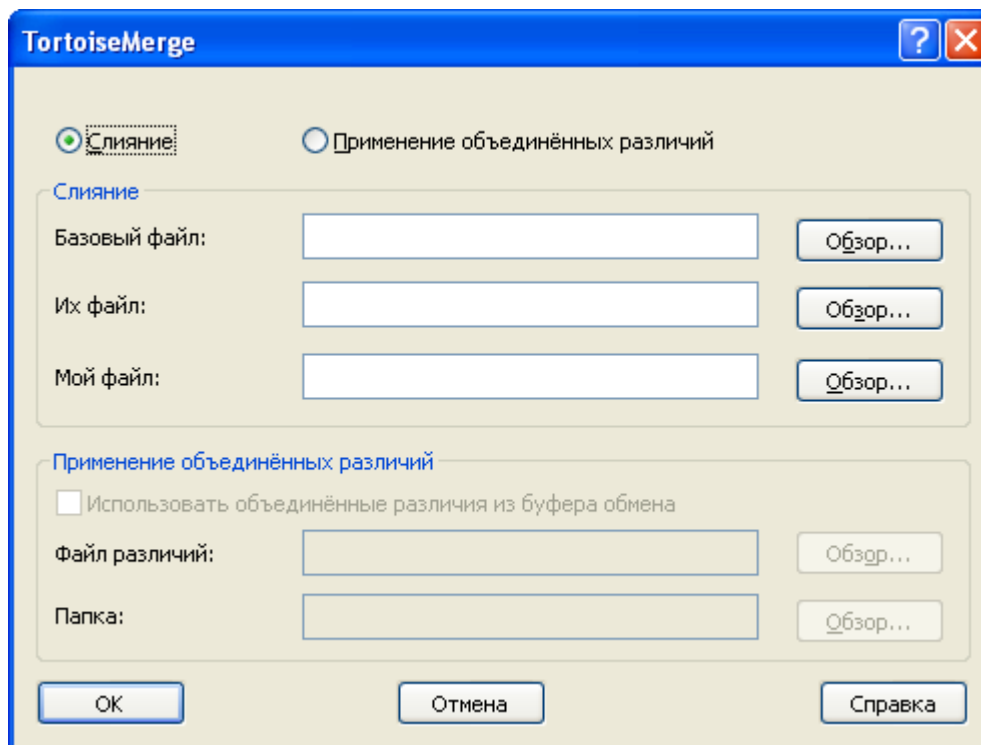 TortoiseMerge
Слияние
Применение объединённых различий
Слияние
Базовый файл:
Обзор...
Их файл:
Обзор...
Мой файл:
Обзор...
Применение объединённых различий
Использовать объединённые различия из буфера обмена
Файл различий:
Обзор...
Папка:
Обзор...
OK
Отмена
Справка